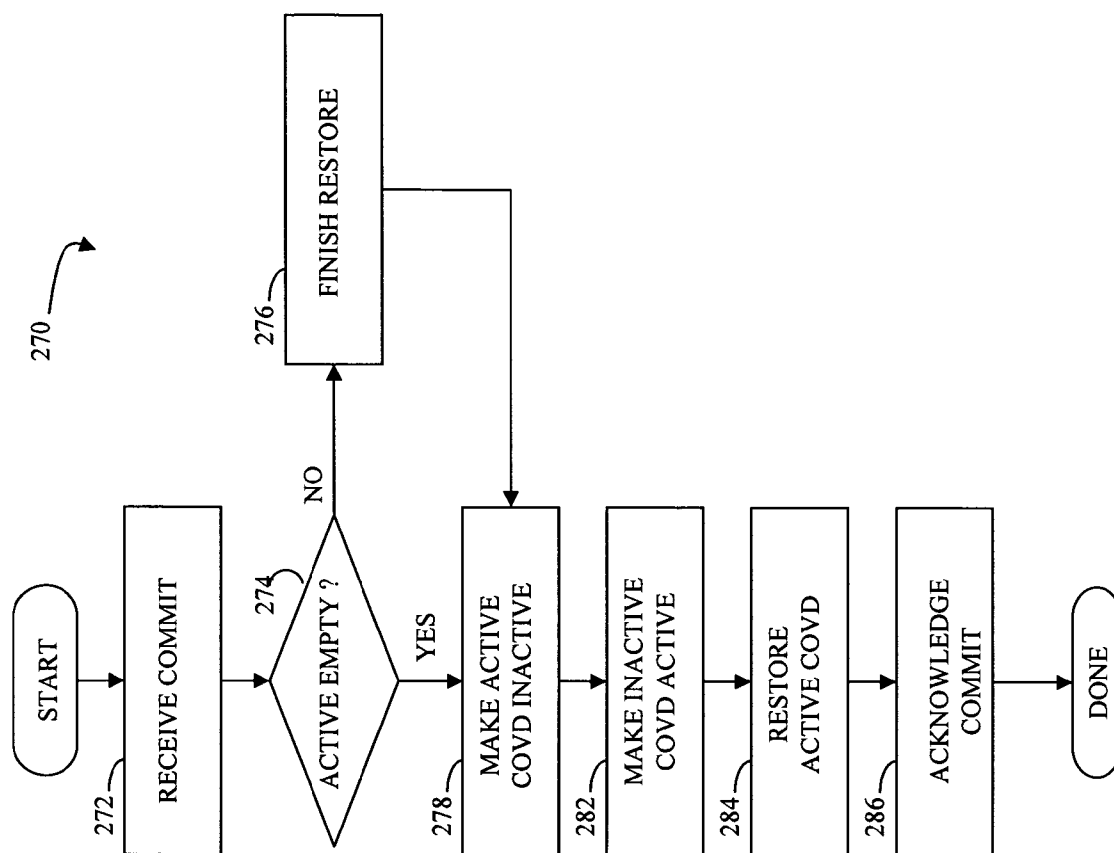 270
START
272
RECEIVE COMMIT
274
ACTIVE EMPTY ?
NO
276
FINISH RESTORE
YES
278
MAKE ACTIVE
COVD INACTIVE
282
MAKE INACTIVE
COVD ACTIVE
284
RESTORE
ACTIVE COVD
286
ACKNOWLEDGE
COMMIT
DONE